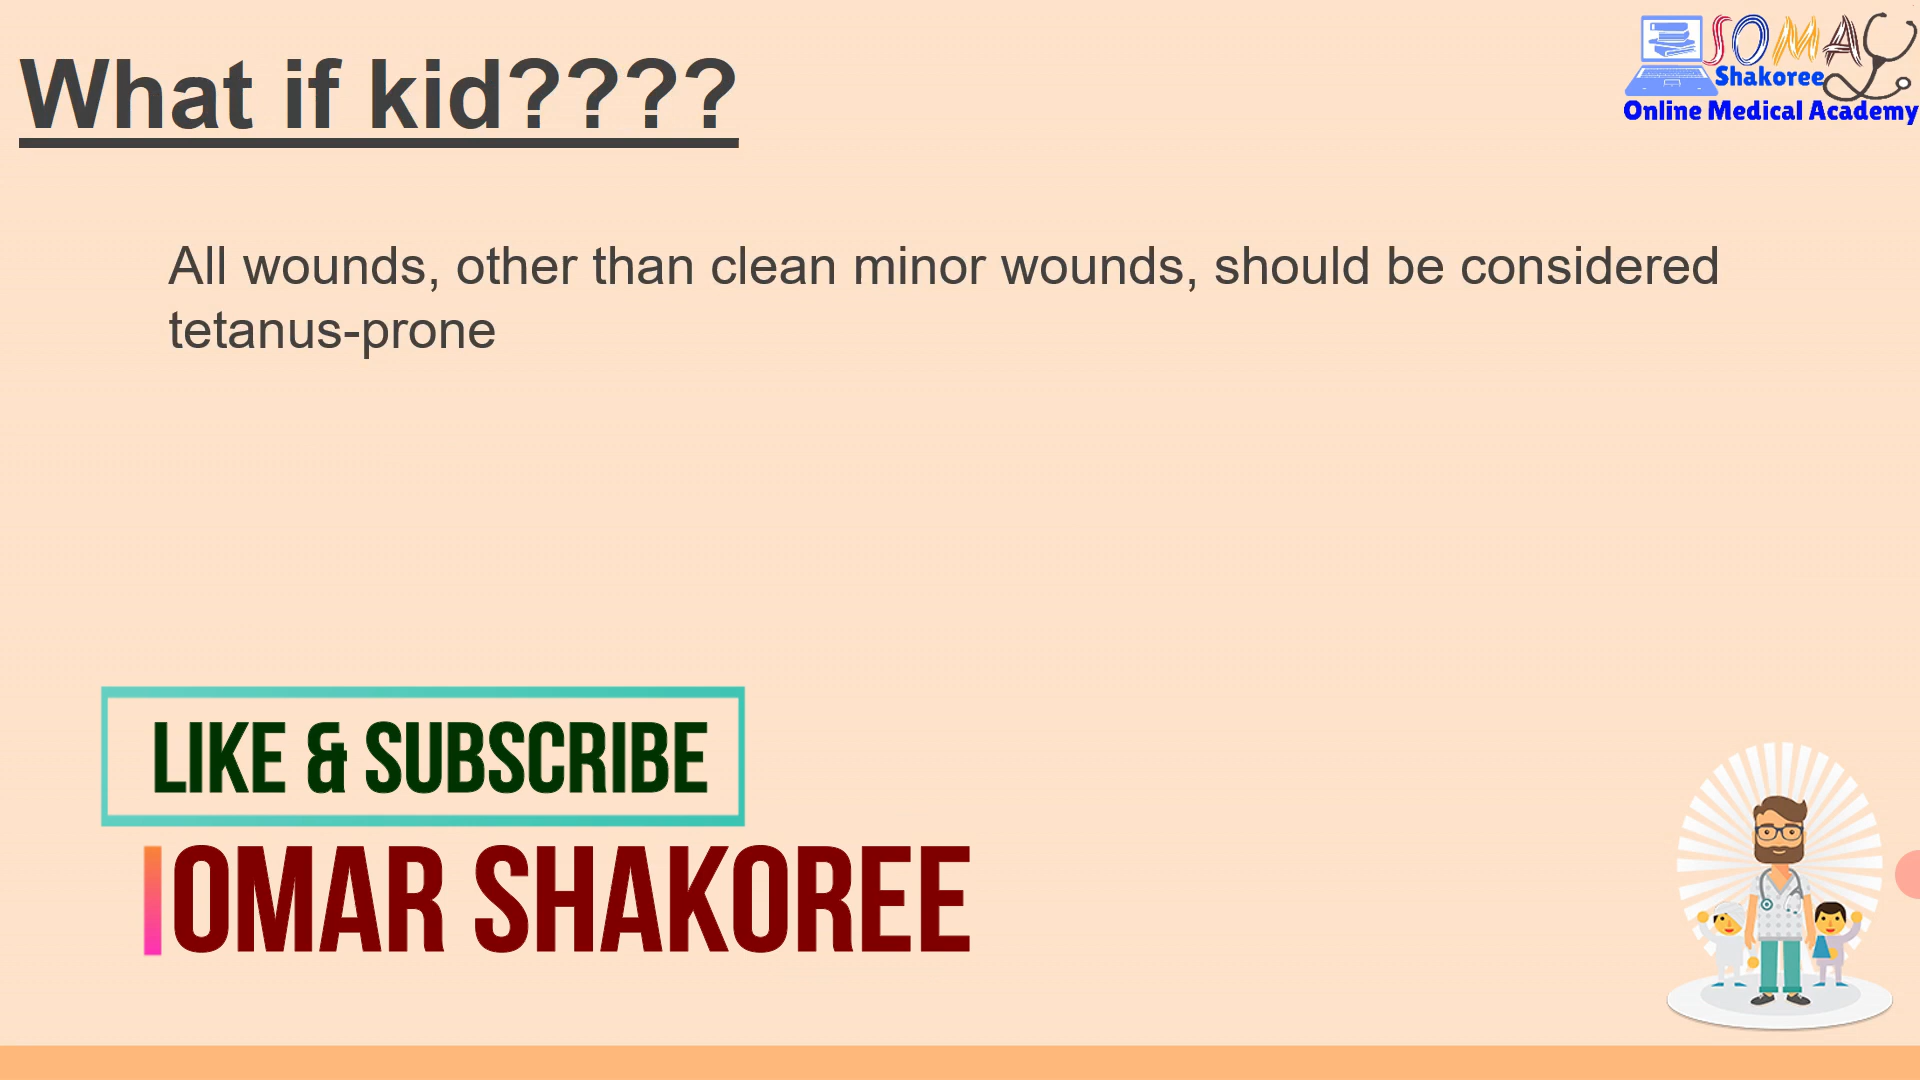 What if kid????
SOMA
Shakoree
Online Medical Academy
All wounds, other than clean minor wounds, should be considered
tetanus-prone
LIKE & SUBSCRIBE
OMAR SHAKOREE